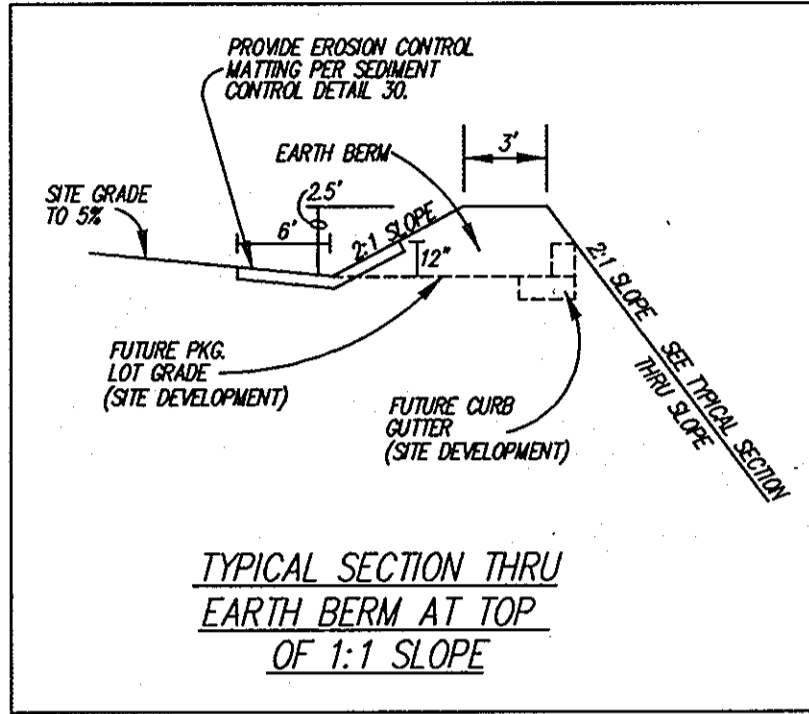 PROVIDE EROSION CONTROL
MATTING PER SEDIMENT
CONTROL DETAIL 30.
3'
EARTH BERM
SITE GRADE
TO 5%
2.5'
6'
2:1 SLOPE
12"
2:1 SLOPE SEE TYPICAL SECTION
THRU SLOPE
FUTURE PKG.
LOT GRADE
(SITE DEVELOPMENT)
FUTURE CURB
GUTTER
(SITE DEVELOPMENT)
TYPICAL SECTION THRU
EARTH BERM AT TOP
OF 1:1 SLOPE